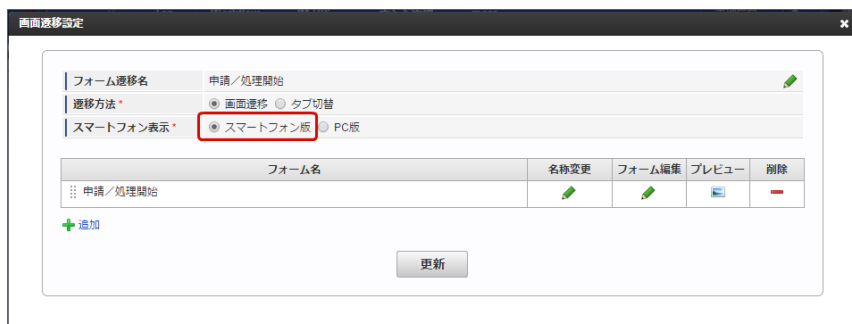 画面遷移設定
フォーム遷移名 申請／処理開始
遷移方法 * 画面遷移 タブ切替
スマートフォン表示 * スマートフォン版 PC版
フォーム名 名称変更 フォーム編集 プレビュー 削除
申請／処理開始
追加
更新